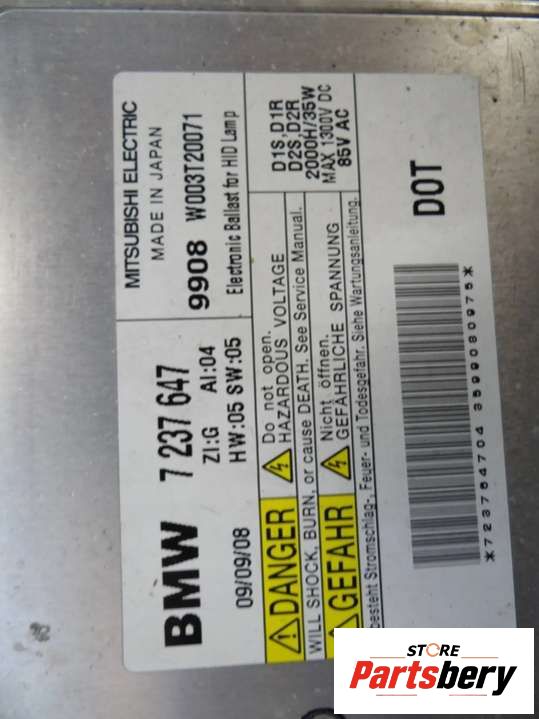 BMW
7 237 647
ZI:G AI:04
09/09/08 HW:05 SW:05
MITSUBISHI ELECTRIC
MADE IN JAPAN
9908 W003T20071
Electronic Ballast for HID Lamp
DANGER
Do not open.
HAZARDOUS VOLTAGE
WILL SHOCK, BURN, or cause DEATH. See Service Manual.
GEFAHR
Nicht öffnen.
GEFÄHRLICHE SPANNUNG
besteht Stromschlag-, Feuer- und Todesgefahr. Siehe Wartungsanleitung.
D1S,D1R
D2S,D2R
2000H/35W
MAX 1300V DC
85V AC
DOT
*723764704 3599080975*
STORE
Partsbery